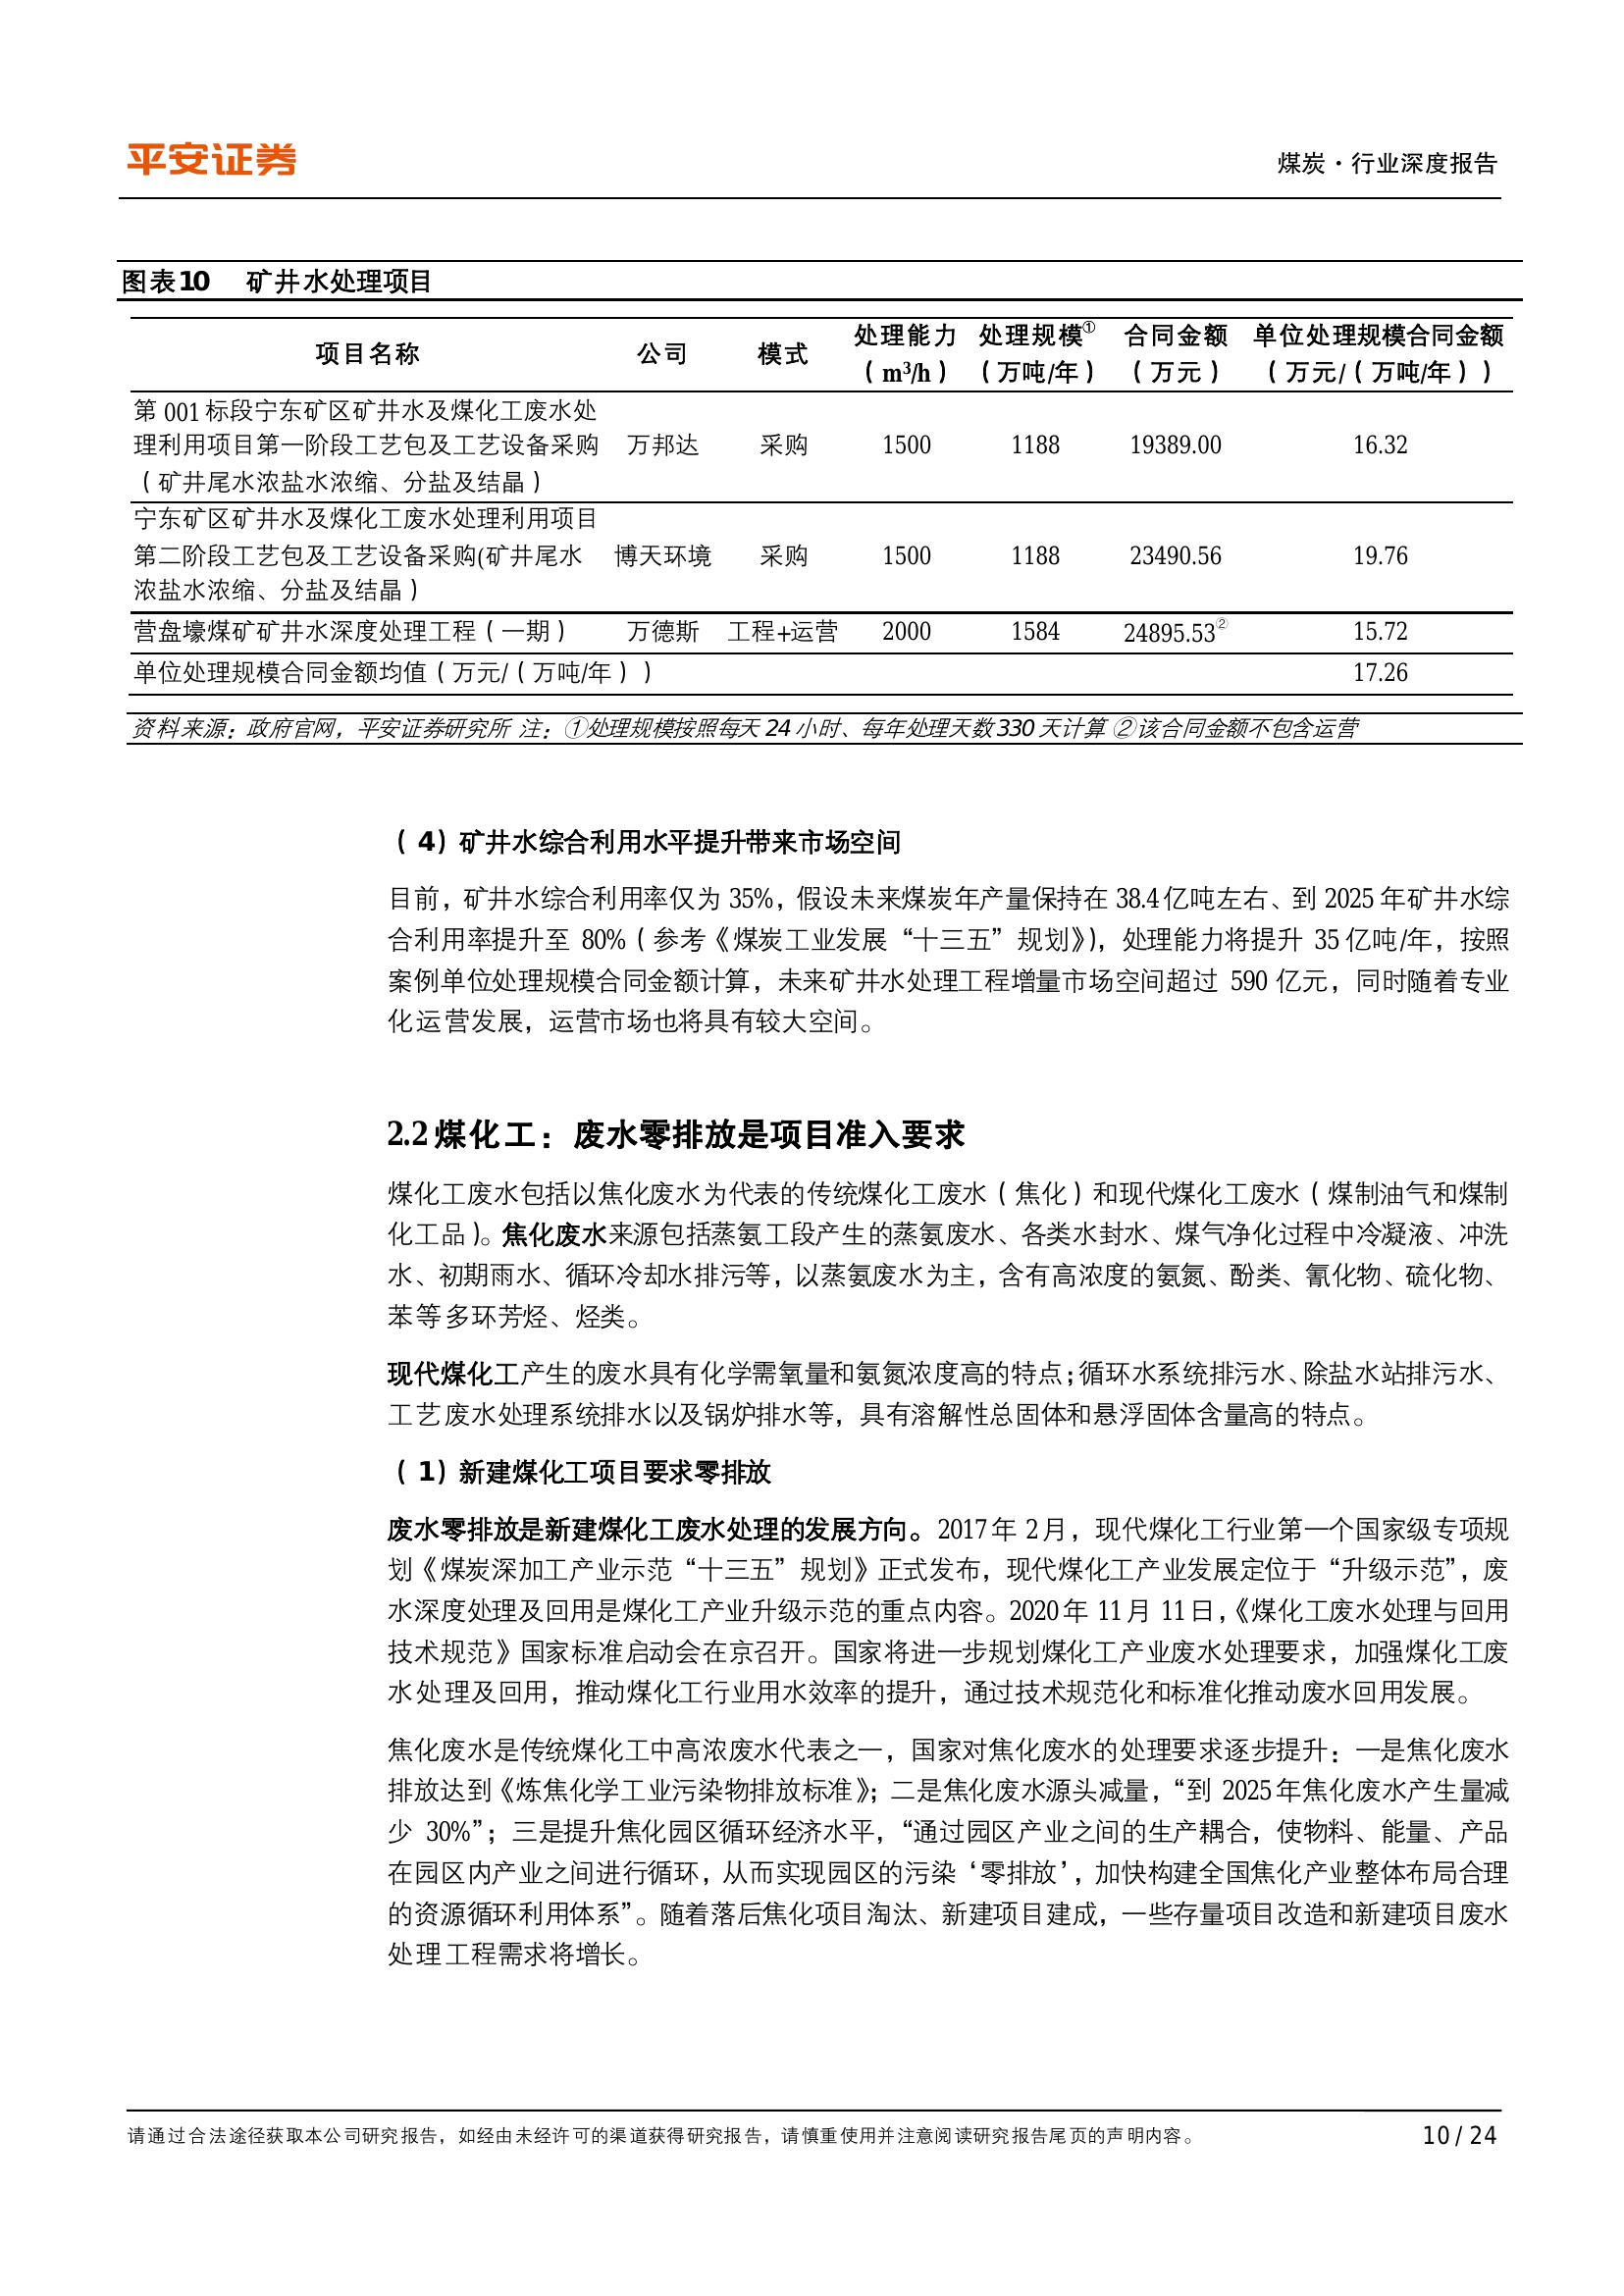 平安证券
煤炭·行业深度报告
图表10 矿井水处理项目
项目名称 公司 模式 处理能力（m³/h） 处理规模①（万吨/年） 合同金额（万元） 单位处理规模合同金额（万元/（万吨/年））
第 001 标段宁东矿区矿井水及煤化工废水处
理利用项目第一阶段工艺包及工艺设备采购 万邦达 采购 1500 1188 19389.00 16.32
（矿井尾水浓盐水浓缩、分盐及结晶）
宁东矿区矿井水及煤化工废水处理利用项目
第二阶段工艺包及工艺设备采购(矿井尾水 博天环境 采购 1500 1188 23490.56 19.76
浓盐水浓缩、分盐及结晶）
营盘壕煤矿矿井水深度处理工程（一期） 万德斯 工程+运营 2000 1584 24895.53② 15.72
单位处理规模合同金额均值（万元/（万吨/年）） 17.26
资料来源：政府官网，平安证券研究所 注：①处理规模按照每天 24 小时、每年处理天数 330 天计算 ②该合同金额不包含运营
（4）矿井水综合利用水平提升带来市场空间
目前，矿井水综合利用率仅为 35%，假设未来煤炭年产量保持在 38.4 亿吨左右、到 2025 年矿井水综
合利用率提升至 80%（参考《煤炭工业发展“十三五”规划》），处理能力将提升 35 亿吨/年，按照
案例单位处理规模合同金额计算，未来矿井水处理工程增量市场空间超过 590 亿元，同时随着专业
化运营发展，运营市场也将具有较大空间。
2.2 煤化工：废水零排放是项目准入要求
煤化工废水包括以焦化废水为代表的传统煤化工废水（焦化）和现代煤化工废水（煤制油气和煤制
化工品）。焦化废水来源包括蒸氨工段产生的蒸氨废水、各类水封水、煤气净化过程中冷凝液、冲洗
水、初期雨水、循环冷却水排污等，以蒸氨废水为主，含有高浓度的氨氮、酚类、氰化物、硫化物、
苯等多环芳烃、烃类。
现代煤化工产生的废水具有化学需氧量和氨氮浓度高的特点；循环水系统排污水、除盐水站排污水、
工艺废水处理系统排水以及锅炉排水等，具有溶解性总固体和悬浮固体含量高的特点。
（1）新建煤化工项目要求零排放
废水零排放是新建煤化工废水处理的发展方向。2017 年 2 月，现代煤化工行业第一个国家级专项规
划《煤炭深加工产业示范“十三五”规划》正式发布，现代煤化工产业发展定位于“升级示范”，废
水深度处理及回用是煤化工产业升级示范的重点内容。2020 年 11 月 11 日，《煤化工废水处理与回用
技术规范》国家标准启动会在京召开。国家将进一步规划煤化工产业废水处理要求，加强煤化工废
水处理及回用，推动煤化工行业用水效率的提升，通过技术规范化和标准化推动废水回用发展。
焦化废水是传统煤化工中高浓废水代表之一，国家对焦化废水的处理要求逐步提升：一是焦化废水
排放达到《炼焦化学工业污染物排放标准》；二是焦化废水源头减量，“到 2025 年焦化废水产生量减
少 30%”；三是提升焦化园区循环经济水平，“通过园区产业之间的生产耦合，使物料、能量、产品
在园区内产业之间进行循环，从而实现园区的污染‘零排放’，加快构建全国焦化产业整体布局合理
的资源循环利用体系”。随着落后焦化项目淘汰、新建项目建成，一些存量项目改造和新建项目废水
处理工程需求将增长。
请通过合法途径获取本公司研究报告，如经由未经许可的渠道获得研究报告，请慎重使用并注意阅读研究报告尾页的声明内容。 10 / 24